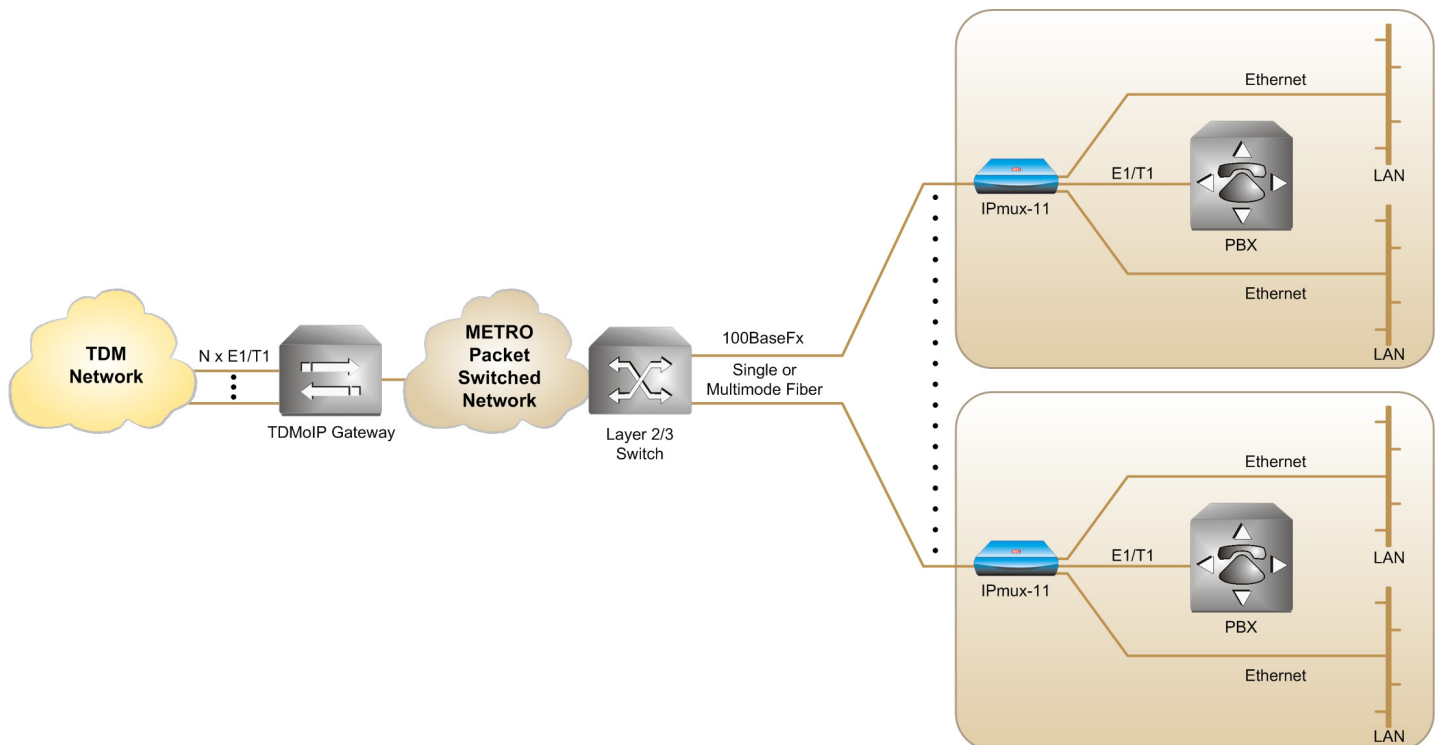 TDM
Network
N x E1/T1
TDMoIP Gateway
METRO
Packet
Switched
Network
Layer 2/3
Switch
100BaseFx
Single or
Multimode Fiber
IPmux-11
Ethernet
E1/T1
PBX
LAN
Ethernet
LAN
IPmux-11
Ethernet
E1/T1
PBX
LAN
Ethernet
LAN